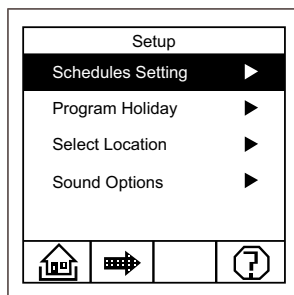 Setup
Schedules Setting
Program Holiday
Select Location
Sound Options
?